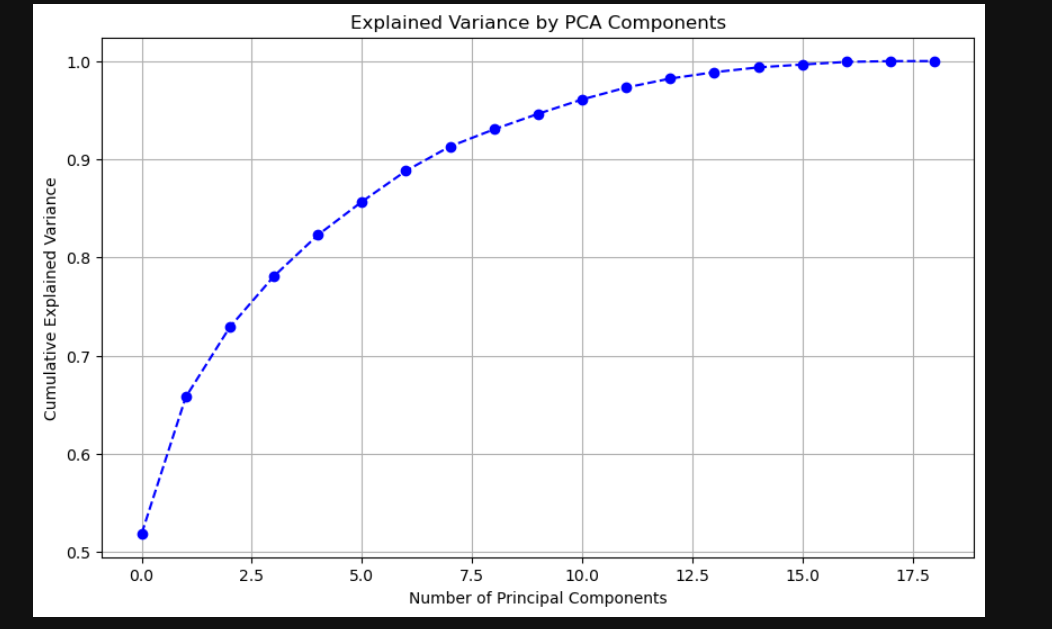 Explained Variance by PCA Components
Cumulative Explained Variance
1.0
0.9
0.8
0.7
0.6
0.5
0.0 2.5 5.0 7.5 10.0 12.5 15.0 17.5
Number of Principal Components